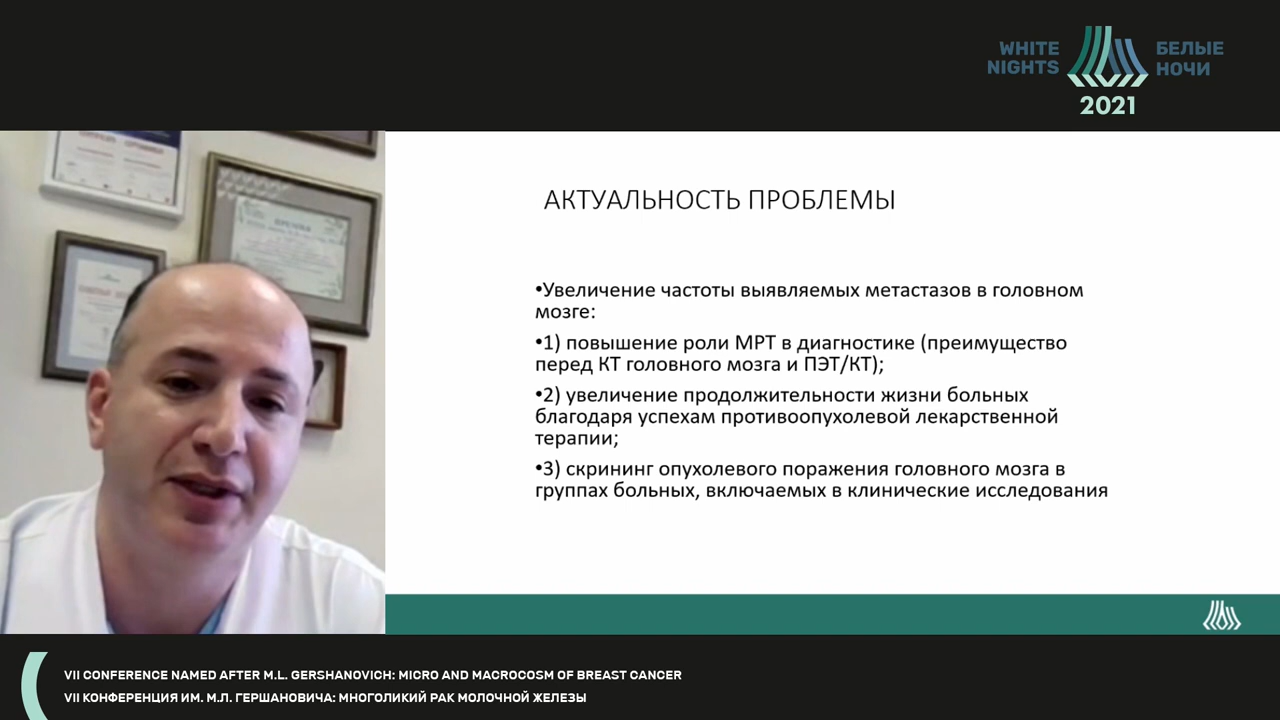 WHITE NIGHTS
БЕЛЫЕ НОЧИ
2021
АКТУАЛЬНОСТЬ ПРОБЛЕМЫ
•Увеличение частоты выявляемых метастазов в головном
мозге:
•1) повышение роли МРТ в диагностике (преимущество
перед КТ головного мозга и ПЭТ/КТ);
•2) увеличение продолжительности жизни больных
благодаря успехам противоопухолевой лекарственной
терапии;
•3) скрининг опухолевого поражения головного мозга в
группах больных, включаемых в клинические исследования
VII CONFERENCE NAMED AFTER M.L. GERSHANOVICH: MICRO AND MACROCOSM OF BREAST CANCER
VII КОНФЕРЕНЦИЯ ИМ. М.Л. ГЕРШАНОВИЧА: МНОГОЛИКИЙ РАК МОЛОЧНОЙ ЖЕЛЕЗЫ